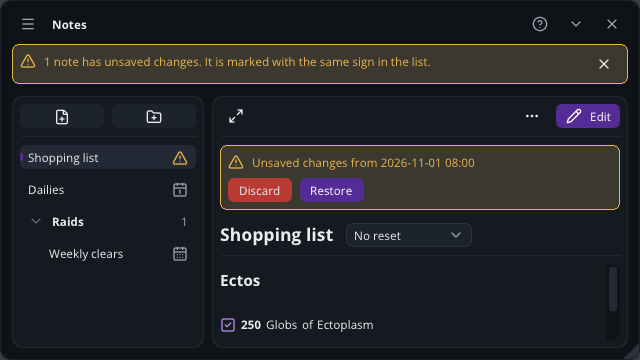 Notes
1 note has unsaved changes. It is marked with the same sign in the list.
Edit
Shopping list
Dailies
Raids 1
Weekly clears
Unsaved changes from 2026-11-01 08:00
Discard Restore
Shopping list No reset
Ectos
250 Globs of Ectoplasm